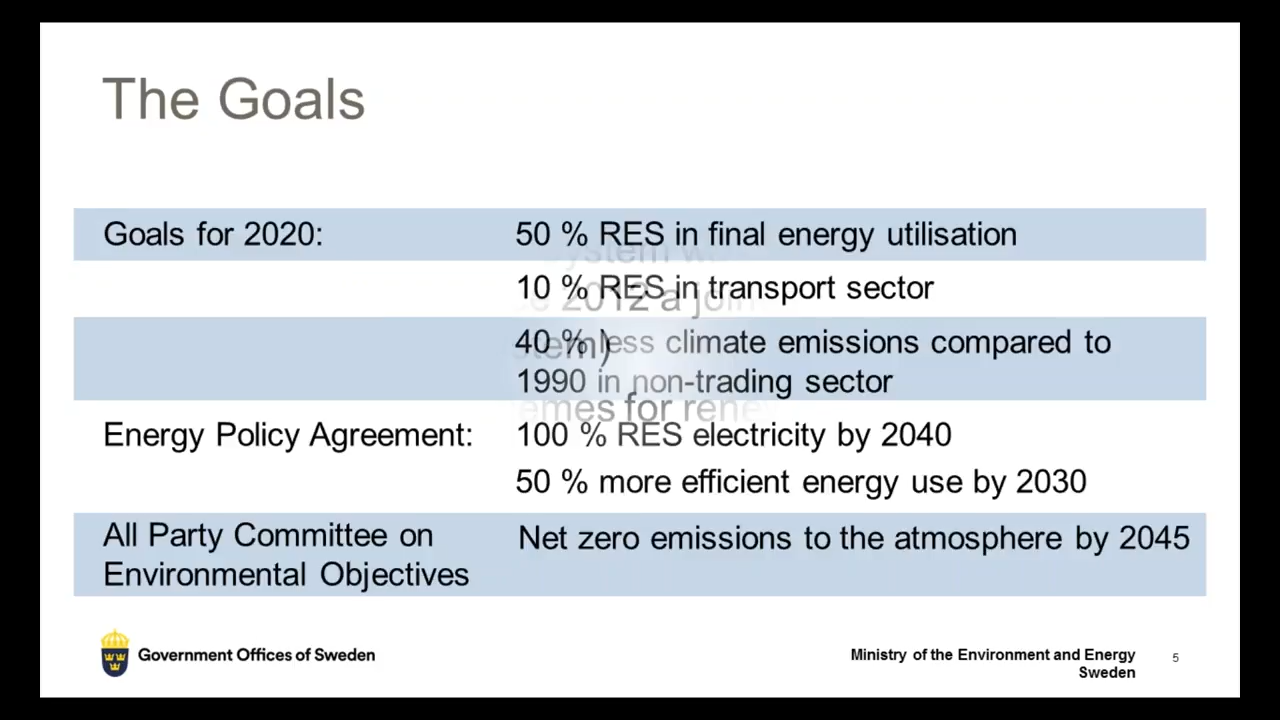 The Goals
Goals for 2020: 50 % RES in final energy utilisation
10 % RES in transport sector
40 % less climate emissions compared to
1990 in non-trading sector
Energy Policy Agreement: 100 % RES electricity by 2040
50 % more efficient energy use by 2030
All Party Committee on Net zero emissions to the atmosphere by 2045
Environmental Objectives
Government Offices of Sweden
Ministry of the Environment and Energy
Sweden
5